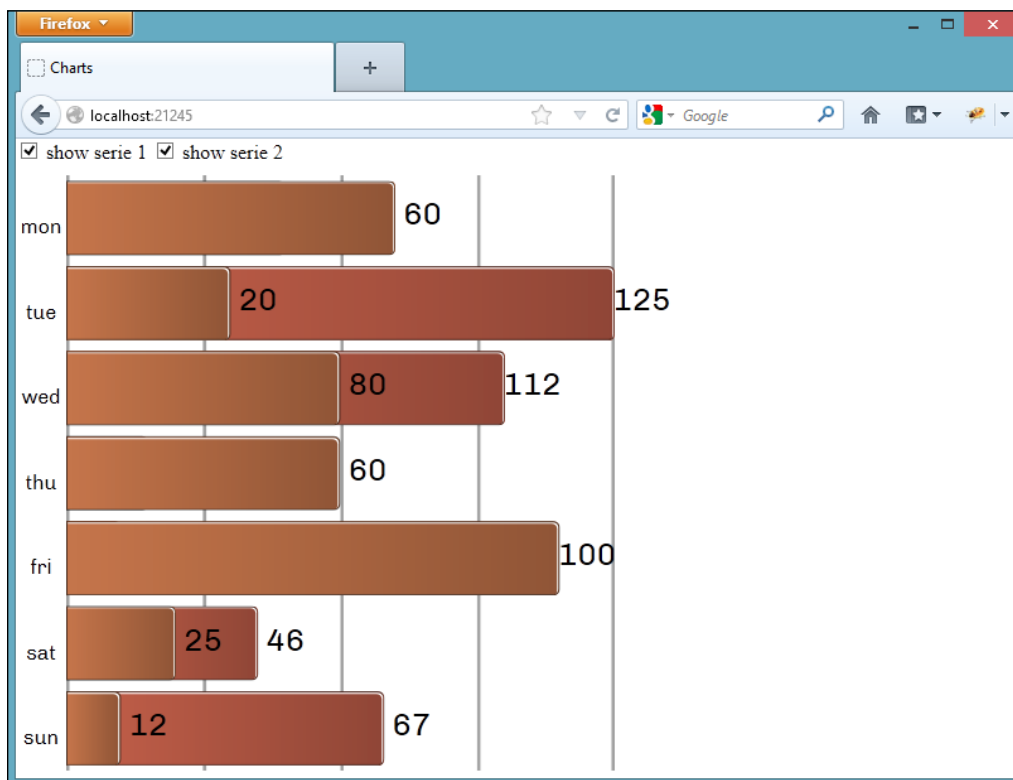 Firefox
Charts
localhost:21245
Google
show serie 1 show serie 2
mon 60
tue 20 125
wed 80 112
thu 60
fri 100
sat 25 46
sun 12 67